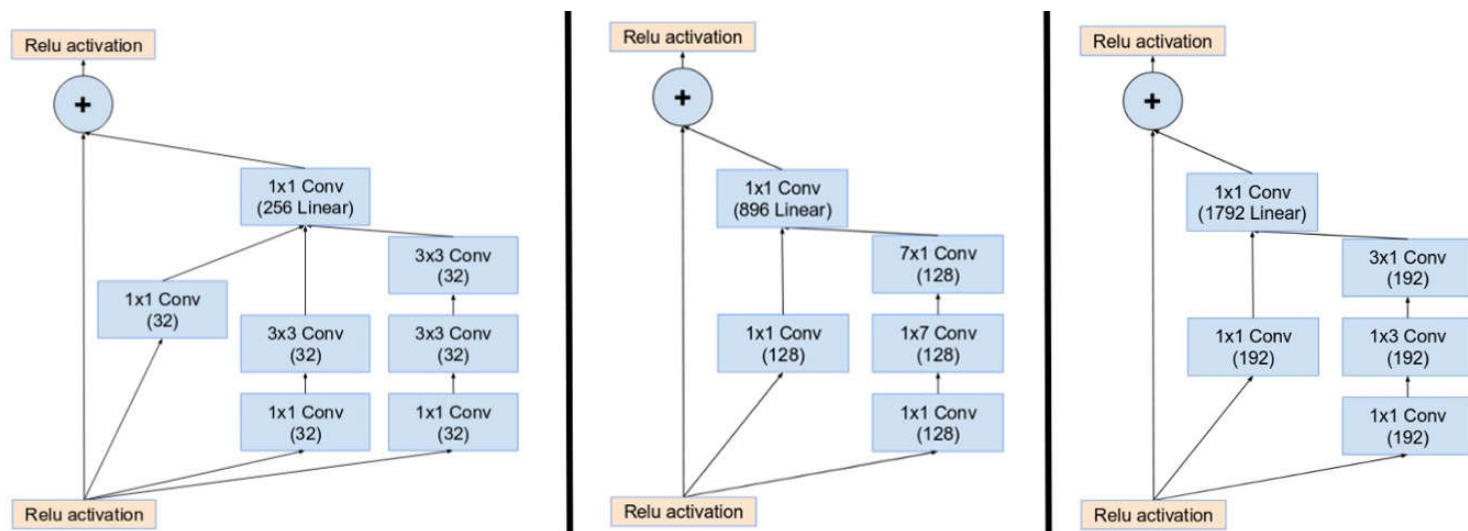 Relu activation
+
1x1 Conv
(256 Linear)
3x3 Conv
(32)
1x1 Conv
(32)
3x3 Conv
(32)
3x3 Conv
(32)
1x1 Conv
(32)
1x1 Conv
(32)
Relu activation
Relu activation
+
1x1 Conv
(896 Linear)
7x1 Conv
(128)
1x1 Conv
(128)
1x7 Conv
(128)
1x1 Conv
(128)
Relu activation
Relu activation
+
1x1 Conv
(1792 Linear)
3x1 Conv
(192)
1x1 Conv
(192)
1x3 Conv
(192)
1x1 Conv
(192)
Relu activation